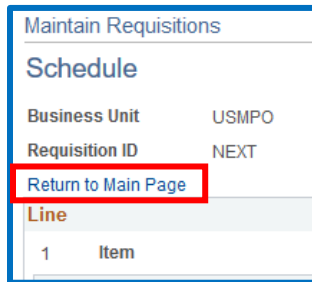 Maintain Requisitions
Schedule
Business Unit USMPO
Requisition ID NEXT
Return to Main Page
Line
1 Item